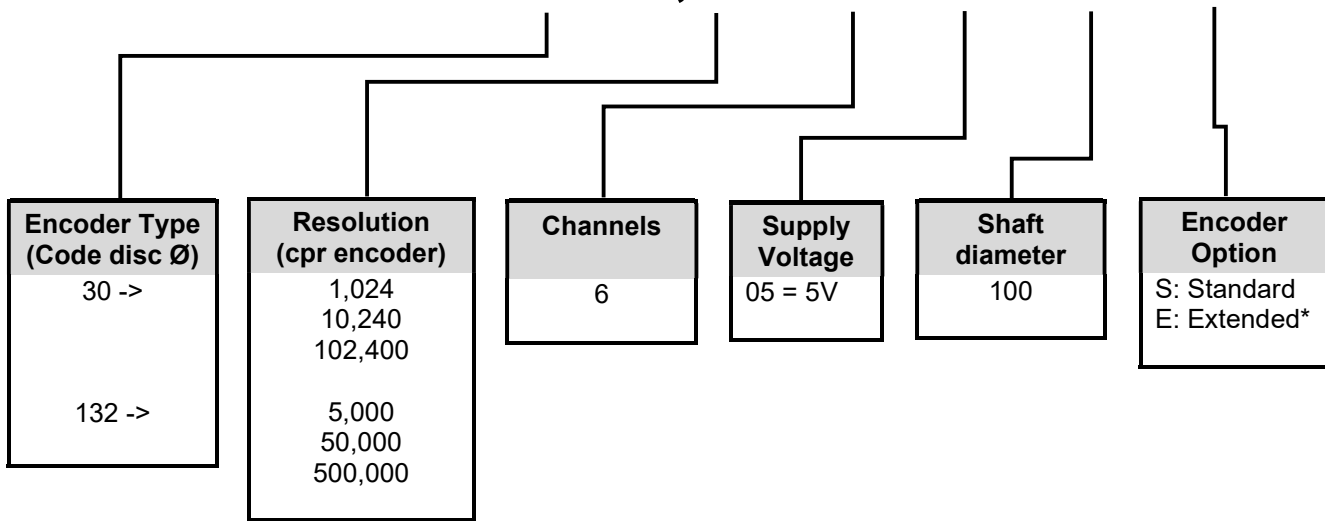 Encoder Type
(Code disc Ø)
30 ->
132 ->
Resolution
(cpr encoder)
1,024
10,240
102,400
5,000
50,000
500,000
Channels
6
Supply
Voltage
05 = 5V
Shaft
diameter
100
Encoder
Option
S: Standard
E: Extended*